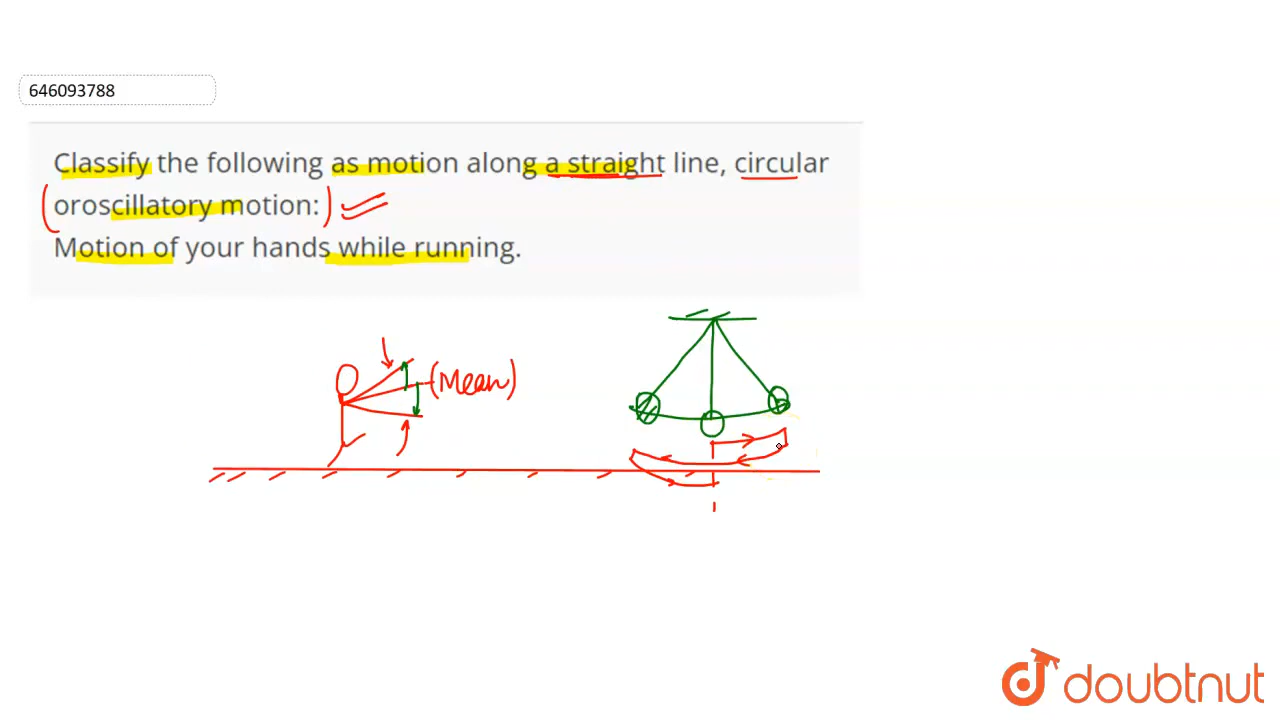 646093788
Classify the following as motion along a straight line, circular
oroscillatory motion:
Motion of your hands while running.
(Mean)
doubtnut